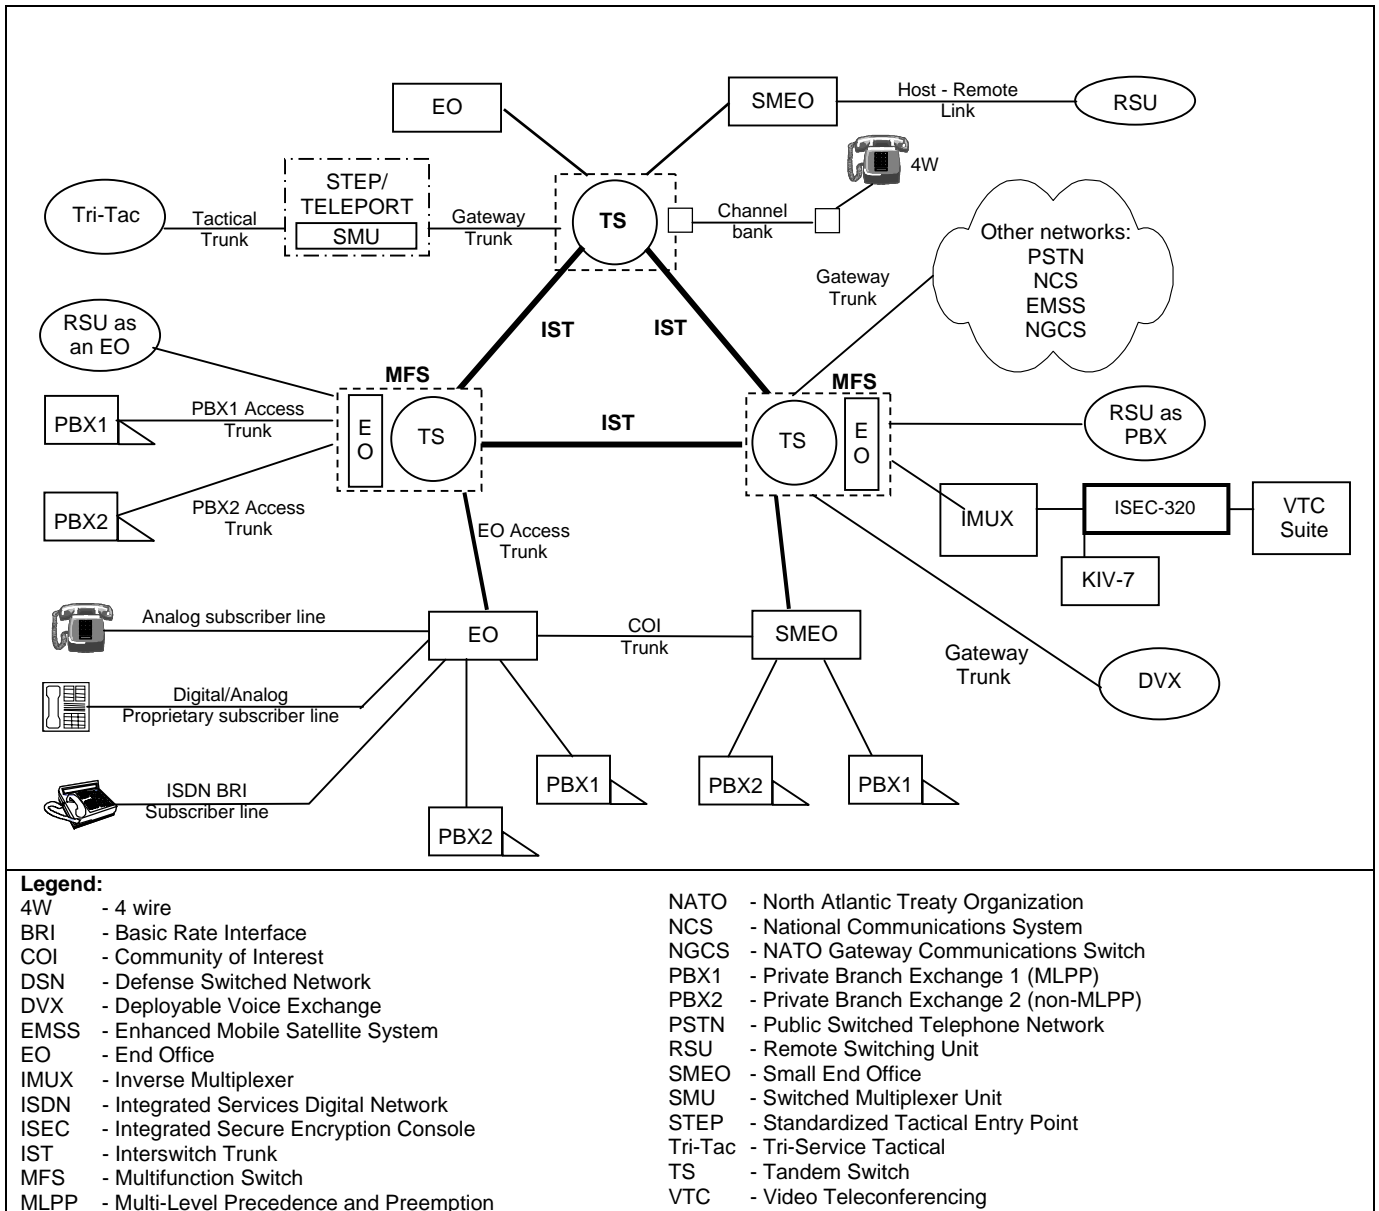 EO
SMEO
Host - Remote
Link
RSU
4W
STEP/
TELEPORT
SMU
Tri-Tac
Tactical
Trunk
Gateway
Trunk
TS
Channel
bank
Other networks:
PSTN
NCS
EMSS
NGCS
Gateway
Trunk
IST
IST
RSU as
an EO
MFS
MFS
PBX1
PBX1 Access
Trunk
E
O
TS
IST
TS
E
O
RSU as
PBX
PBX2
PBX2 Access
Trunk
EO Access
Trunk
IMUX
ISEC-320
VTC
Suite
KIV-7
Analog subscriber line
EO
COI
Trunk
SMEO
Gateway
Trunk
DVX
Digital/Analog
Proprietary subscriber line
ISDN BRI
Subscriber line
PBX1
PBX2
PBX1
PBX2
Legend:
4W - 4 wire
BRI - Basic Rate Interface
COI - Community of Interest
DSN - Defense Switched Network
DVX - Deployable Voice Exchange
EMSS - Enhanced Mobile Satellite System
EO - End Office
IMUX - Inverse Multiplexer
ISDN - Integrated Services Digital Network
ISEC - Integrated Secure Encryption Console
IST - Interswitch Trunk
MFS - Multifunction Switch
MLPP - Multi-Level Precedence and Preemption
NATO - North Atlantic Treaty Organization
NCS - National Communications System
NGCS - NATO Gateway Communications Switch
PBX1 - Private Branch Exchange 1 (MLPP)
PBX2 - Private Branch Exchange 2 (non-MLPP)
PSTN - Public Switched Telephone Network
RSU - Remote Switching Unit
SMEO - Small End Office
SMU - Switched Multiplexer Unit
STEP - Standardized Tactical Entry Point
Tri-Tac - Tri-Service Tactical
TS - Tandem Switch
VTC - Video Teleconferencing